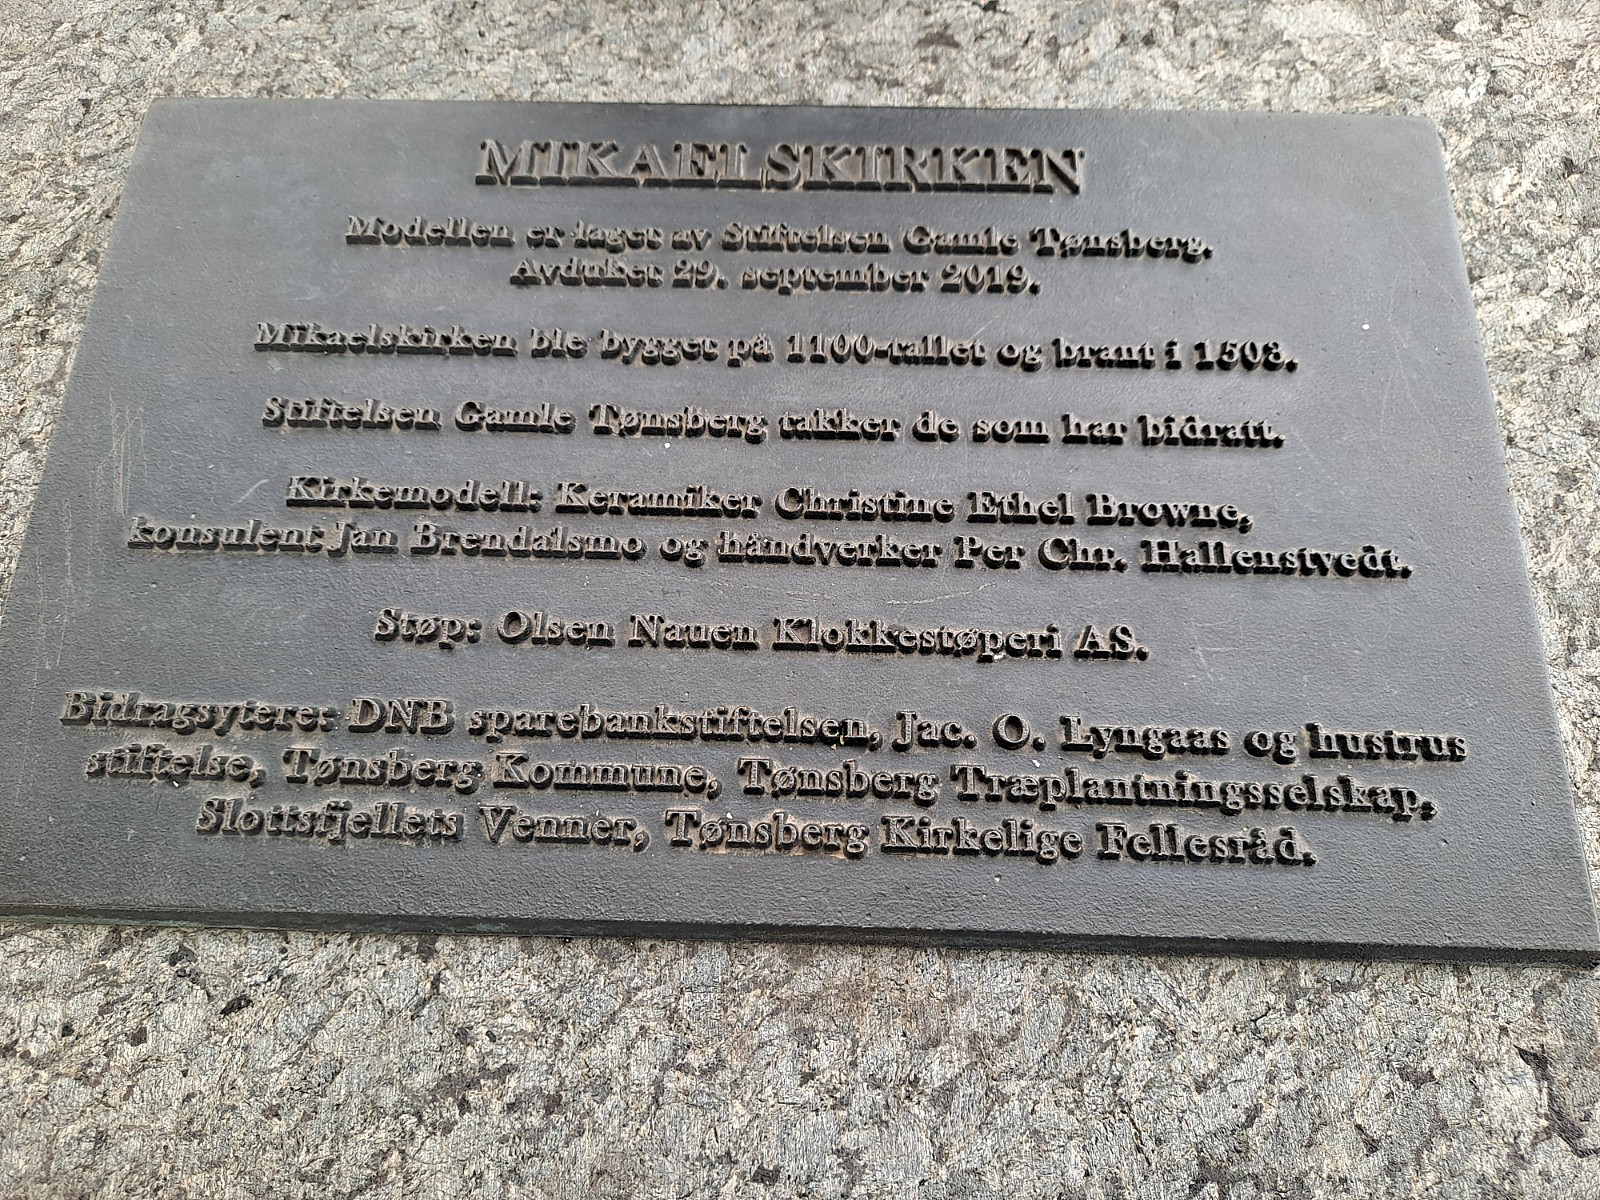 MIKAELSKIRKEN
Modellen er laget av Stiftelsen Gamle Tønsberg.
Avduket 29. september 2019.
Mikaelskirken ble bygget på 1100-tallet og brant i 1503.
Stiftelsen Gamle Tønsberg takker de som har bidratt.
Kirkemodell: Keramiker Christine Ethel Browne,
konsulent Jan Brendalsmo og håndverker Per Chr. Hallenstvedt.
Støp: Olsen Nauen Klokkestøperi AS.
Bidragsytere: DNB sparebankstiftelsen, Jac. O. Lyngaas og hustrus
stiftelse, Tønsberg Kommune, Tønsberg Træplantningsselskap,
Slottsfjellets Venner, Tønsberg Kirkelige Fellesråd.